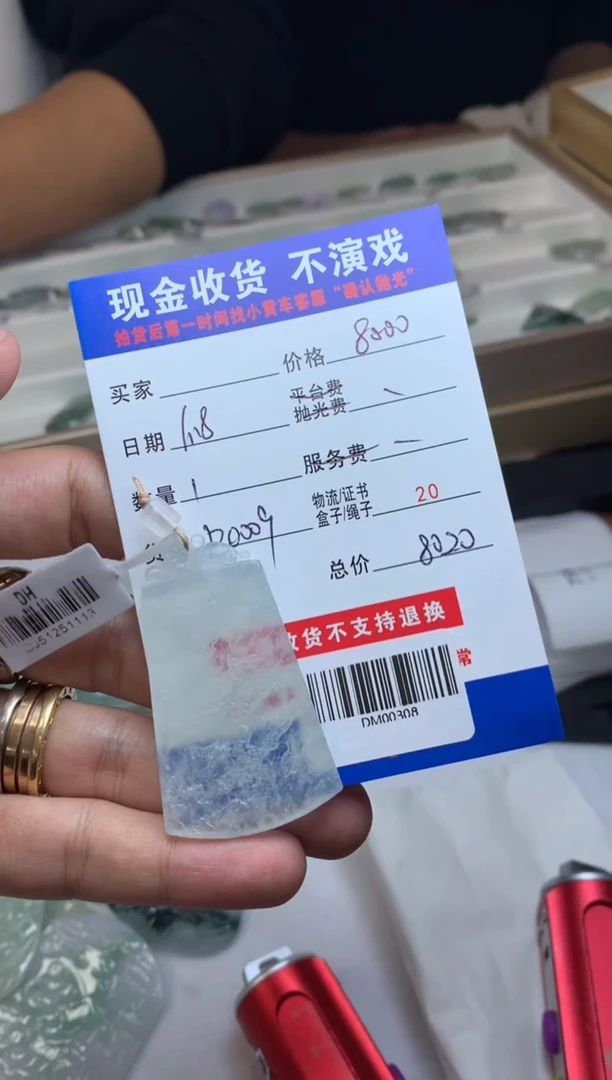 现金收货 不演戏
拍货后第一时间找小黄车客服“确认抛光”
买家
价格 8000
日期 1.18
平台费
抛光费
数量 1
服务费
物流/证书
盒子/绳子 20
总价 8020
收货不支持退换
常
DM00308
DH